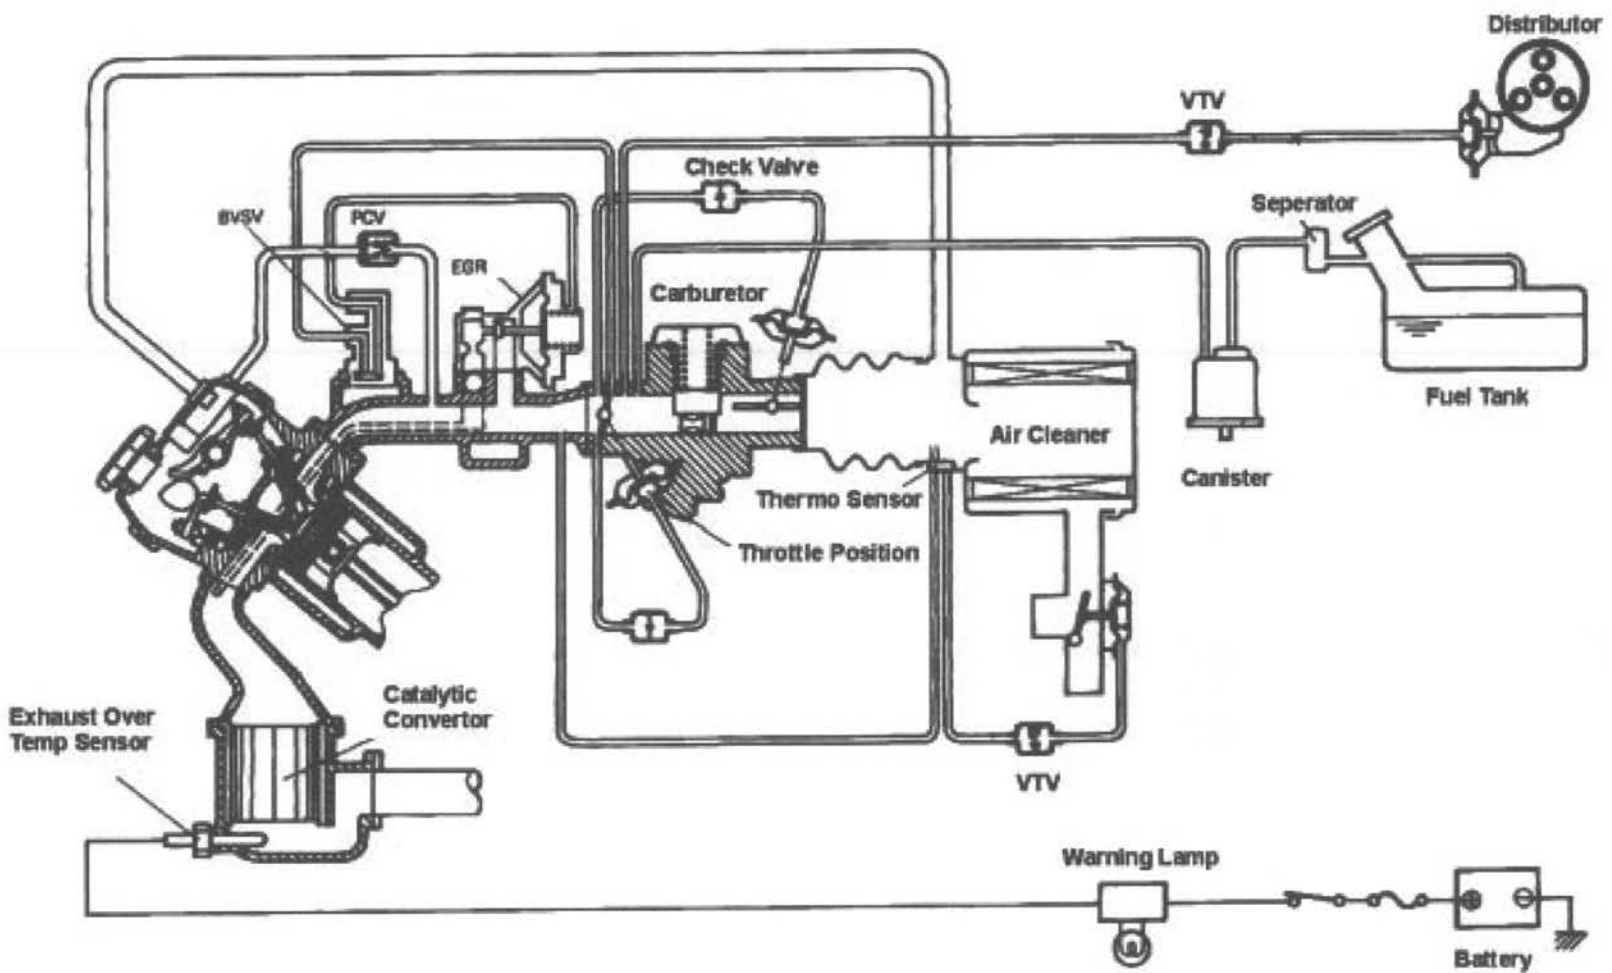 Distributor
VTV
Check Valve
Seperator
BVSV
PCV
EGR
Carburetor
Fuel Tank
Air Cleaner
Canister
Thermo Sensor
Throttle Position
Catalytic
Convertor
Exhaust Over
Temp Sensor
VTV
Warning Lamp
Battery